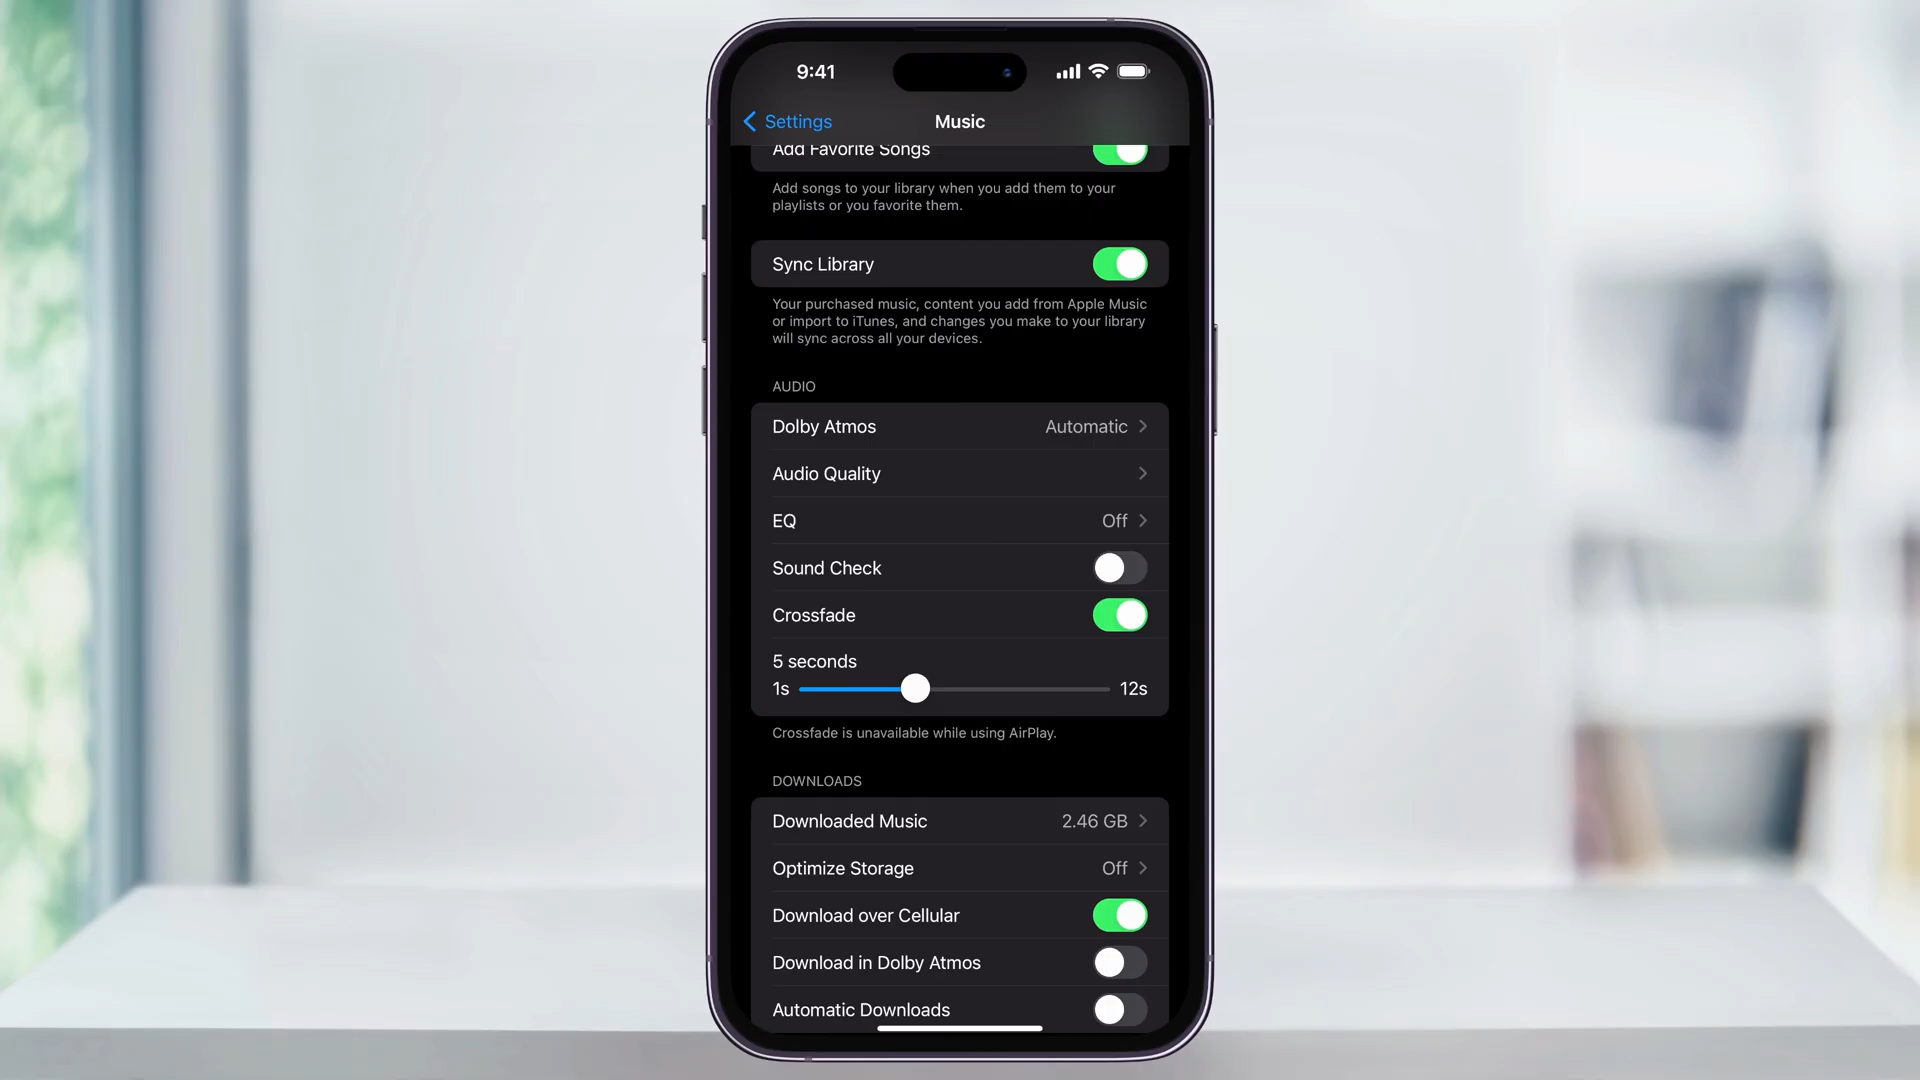 9:41
Settings
Music
Add Favorite Songs
Add songs to your library when you add them to your
playlists or you favorite them.
Sync Library
Your purchased music, content you add from Apple Music
or import to iTunes, and changes you make to your library
will sync across all your devices.
AUDIO
Dolby Atmos Automatic
Audio Quality
EQ Off
Sound Check
Crossfade
5 seconds
1s 12s
Crossfade is unavailable while using AirPlay.
DOWNLOADS
Downloaded Music 2.46 GB
Optimize Storage Off
Download over Cellular
Download in Dolby Atmos
Automatic Downloads